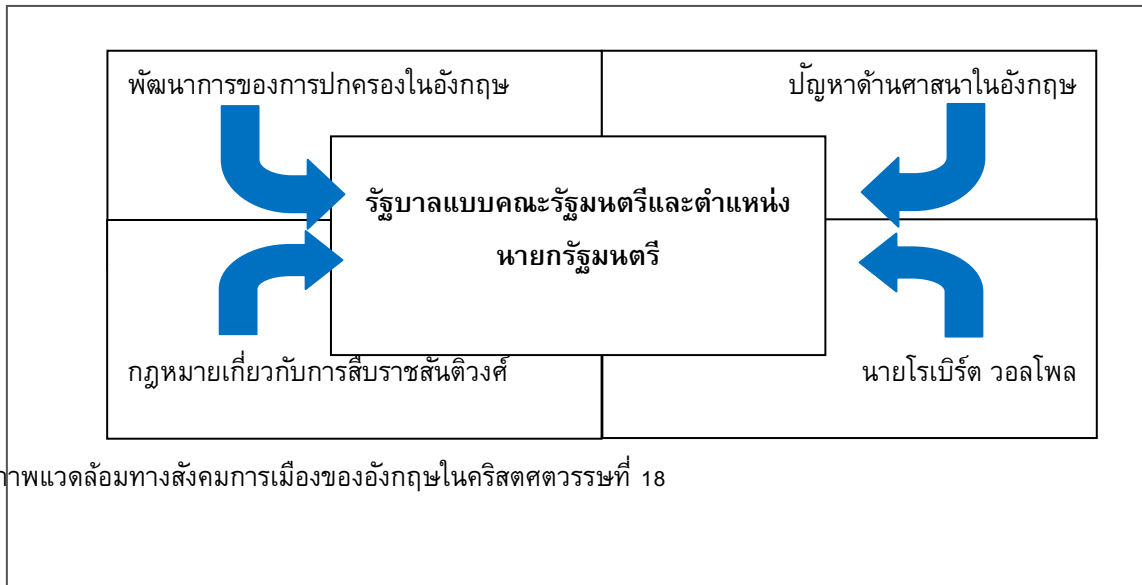 พัฒนาการของการปกครองในอังกฤษ
ปัญหาด้านศาสนาในอังกฤษ
รัฐบาลแบบคณะรัฐมนตรีและตำแหน่ง
นายกรัฐมนตรี
กฎหมายเกี่ยวกับการสืบราชสันติวงศ์
นายโรเบิร์ต วอลโพล
าพแวดล้อมทางสังคมการเมืองของอังกฤษในคริสตศตวรรษที่ 18